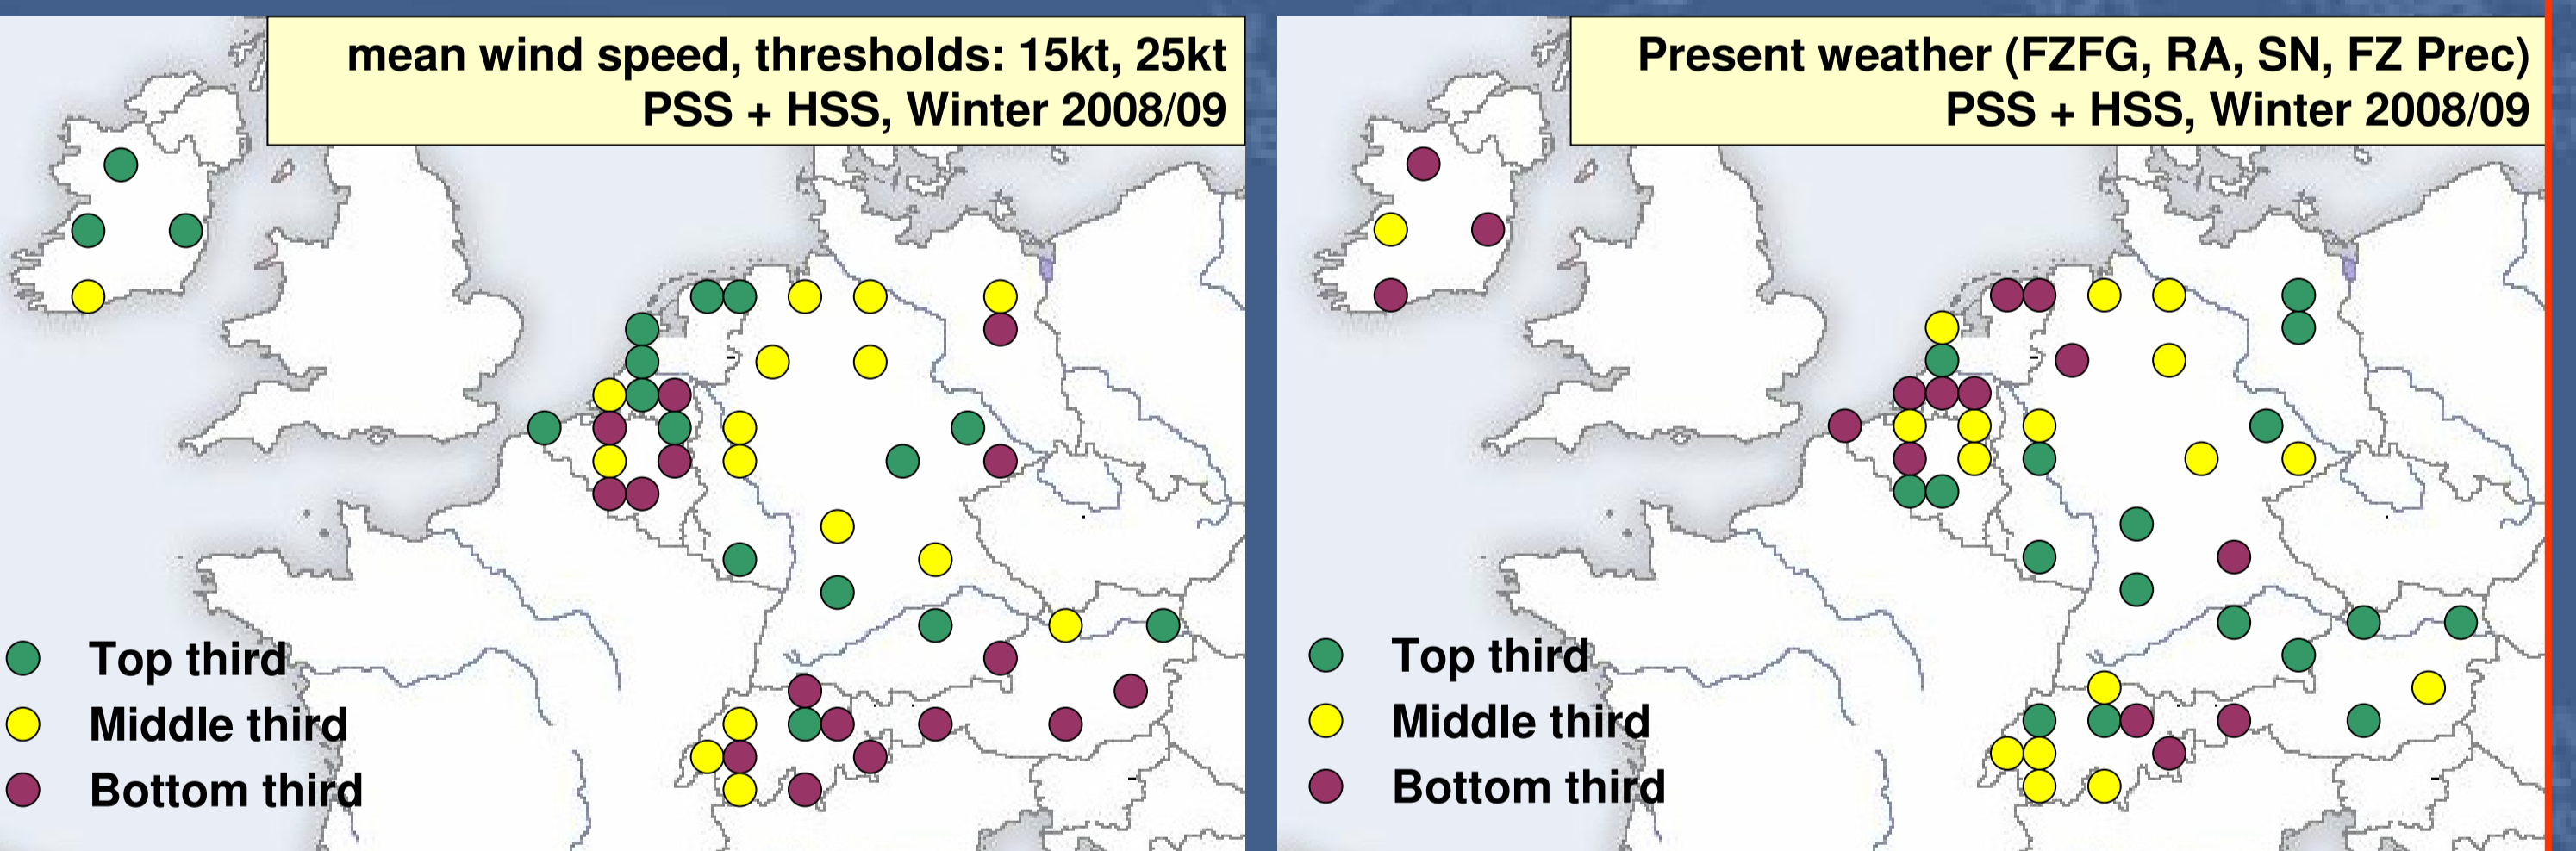 mean wind speed, thresholds: 15kt, 25kt
PSS + HSS, Winter 2008/09
Top third
Middle third
Bottom third
Present weather (FZFG, RA, SN, FZ Prec)
PSS + HSS, Winter 2008/09
Top third
Middle third
Bottom third